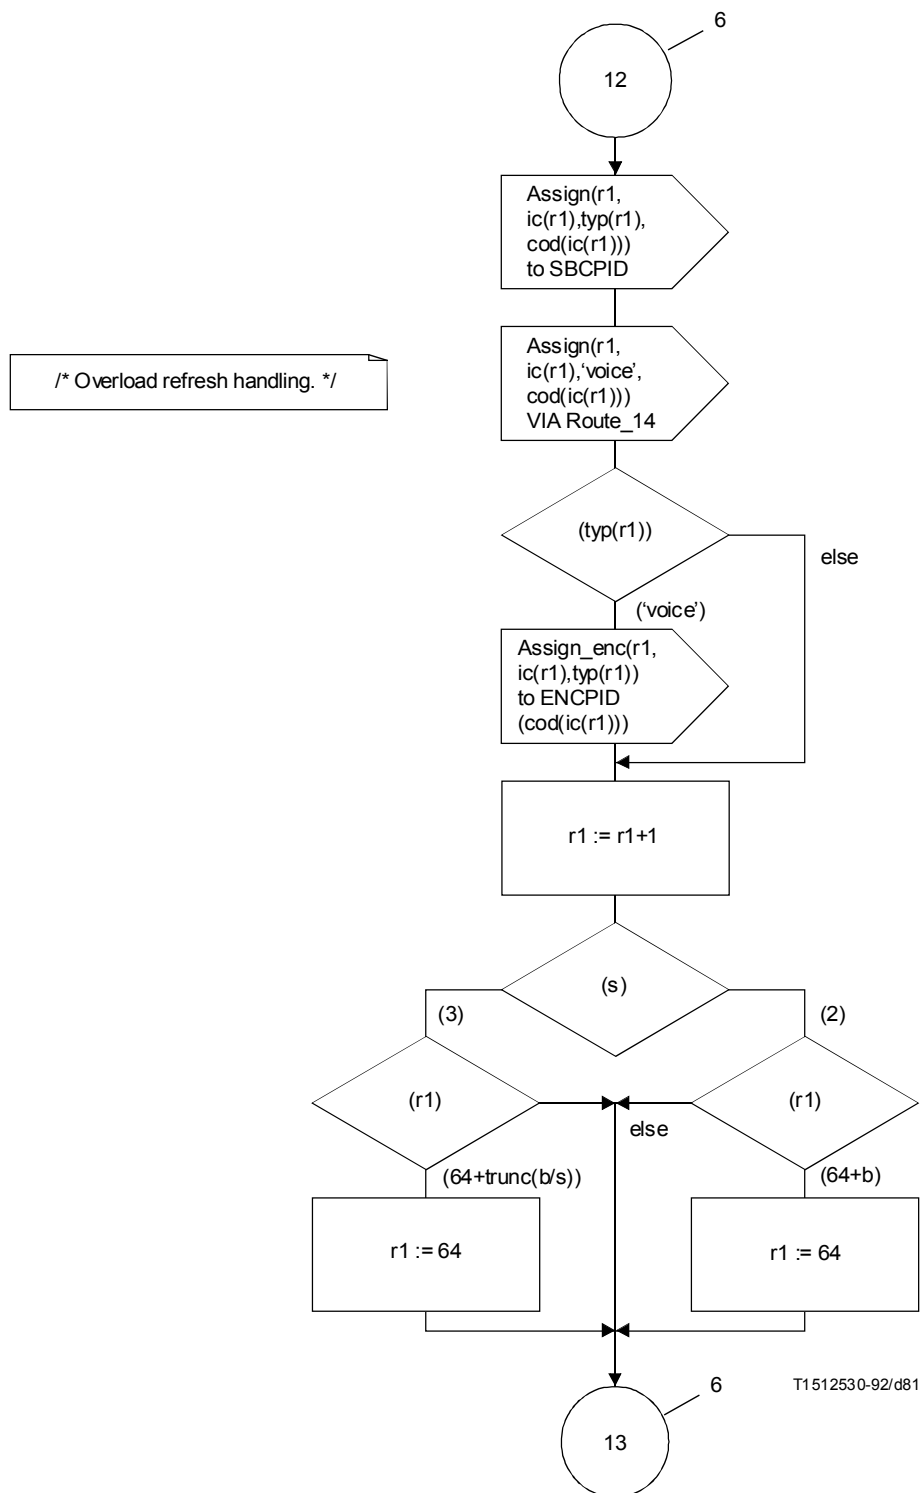 6
12
Assign(r1,
ic(r1),typ(r1),
cod(ic(r1)))
to SBCPID
/* Overload refresh handling. */
Assign(r1,
ic(r1),‘voice’,
cod(ic(r1)))
VIA Route_14
(typ(r1))
else
(‘voice’)
Assign_enc(r1,
ic(r1),typ(r1))
to ENCPID
(cod(ic(r1)))
r1 := r1+1
(s)
(3)
(2)
(r1)
(r1)
else
(64+trunc(b/s))
(64+b)
r1 := 64
r1 := 64
6
T1512530-92/d81
13